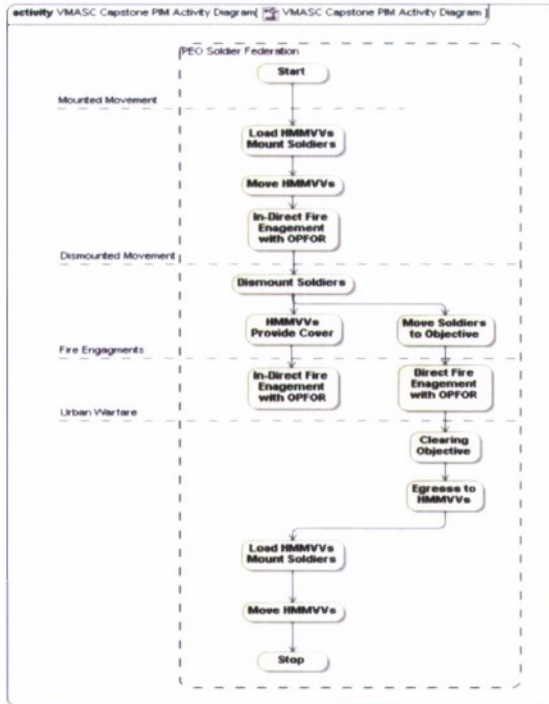 activity VMASC Capstone PIM Activity Diagram[ VMASC Capstone PIM Activity Diagram ]
PEO Soldier Federation
Start
Mounted Movement
Load HMMVVs
Mount Soldiers
Move HMMVVs
In-Direct Fire
Enagement
with OPFOR
Dismounted Movement
Dismount Soldiers
HMMVVs
Provide Cover
Move Soldiers
to Objective
Fire Engagments
In-Direct Fire
Enagement
with OPFOR
Direct Fire
Enagement
with OPFOR
Urban Warfare
Clearing
Objective
Egresss to
HMMVVs
Load HMMVVs
Mount Soldiers
Move HMMVVs
Stop